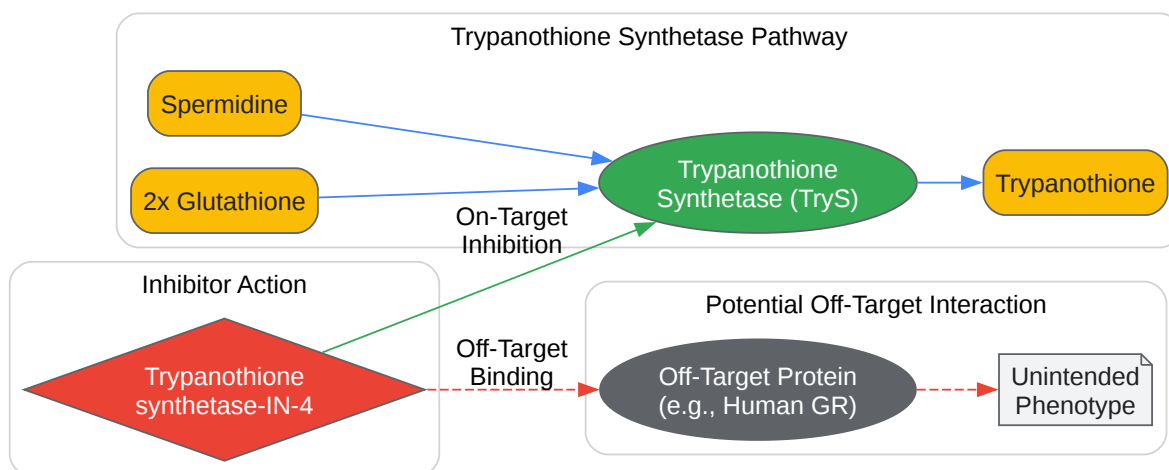 Trypanothione Synthetase Pathway
Spermidine
2x Glutathione
Trypanothione
Synthetase (TryS)
Trypanothione
On-Target
Inhibition
Inhibitor Action
Trypanothione
synthetase-IN-4
Off-Target
Binding
Potential Off-Target Interaction
Off-Target Protein
(e.g., Human GR)
Unintended
Phenotype